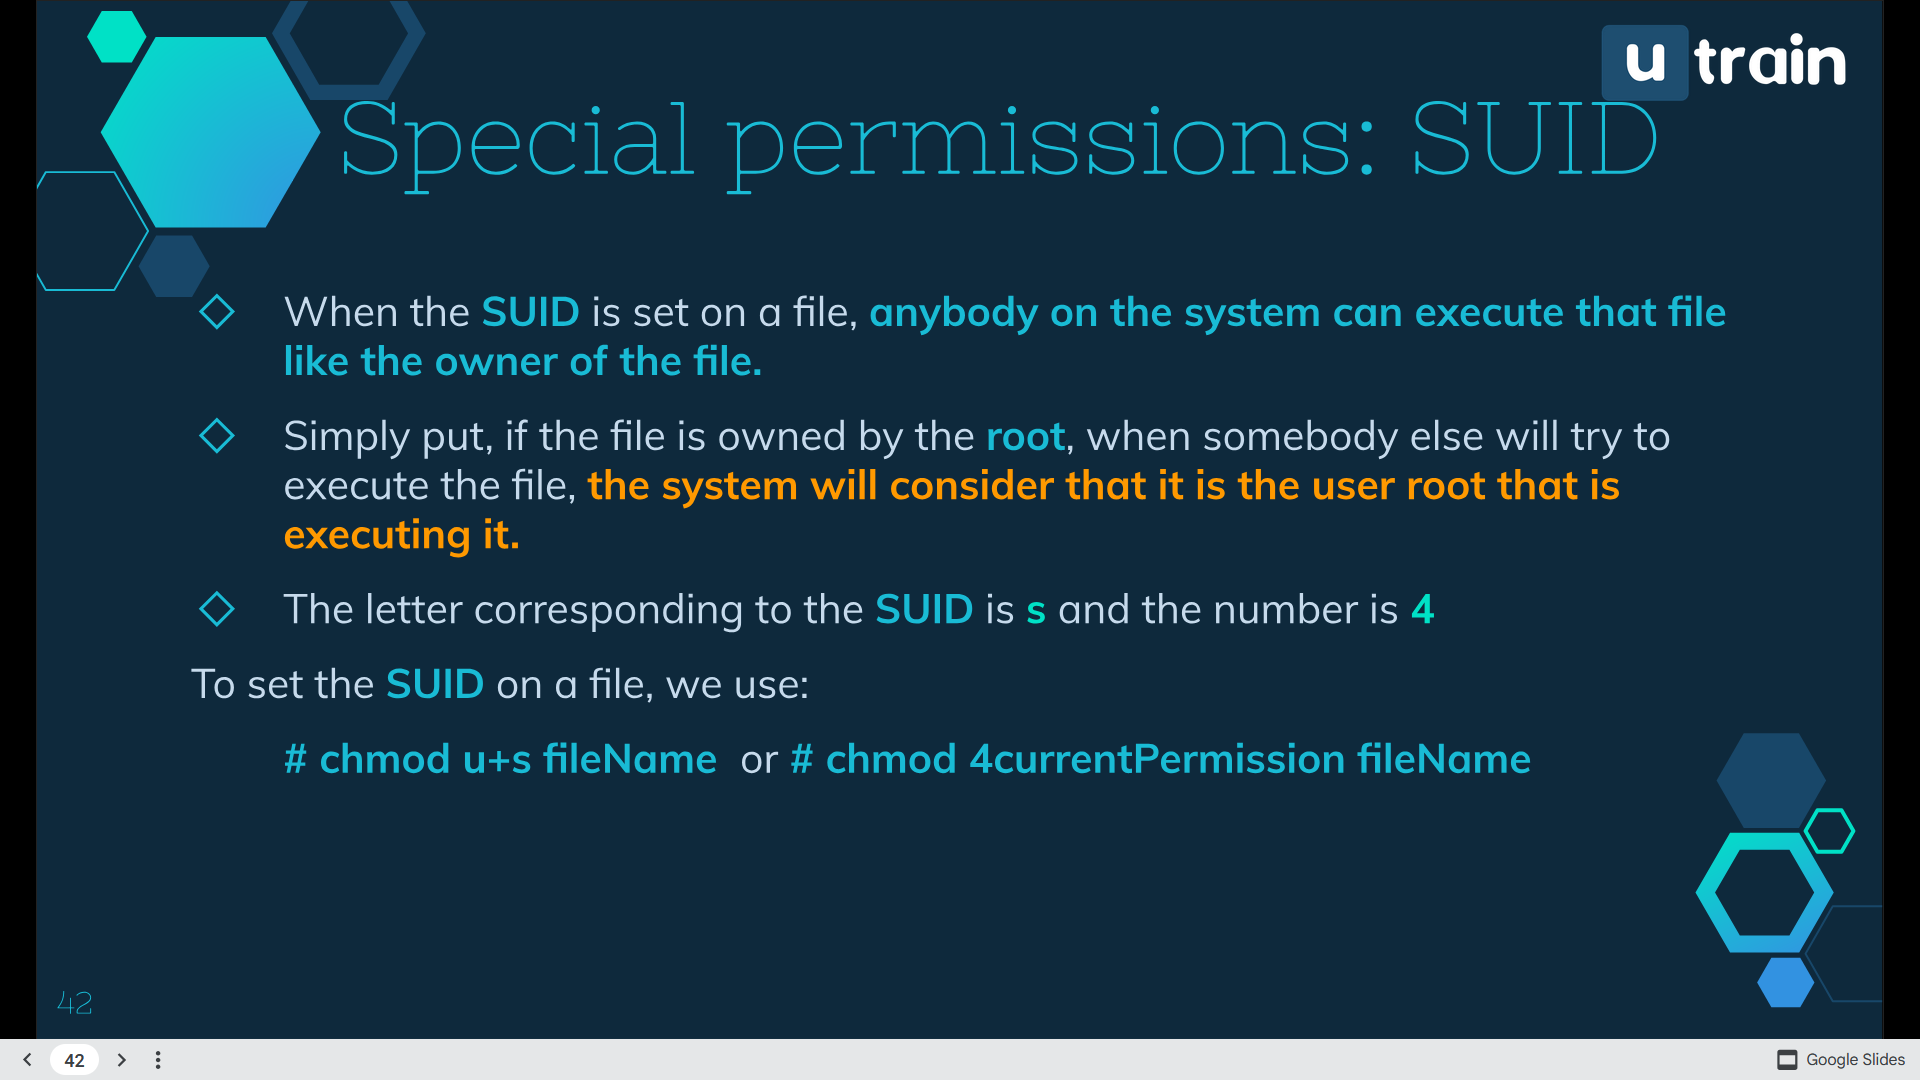 u train
Special permissions: SUID
When the SUID is set on a file, anybody on the system can execute that file
like the owner of the file.
Simply put, if the file is owned by the root, when somebody else will try to
execute the file, the system will consider that it is the user root that is
executing it.
The letter corresponding to the SUID is s and the number is 4
To set the SUID on a file, we use:
# chmod u+s fileName or # chmod 4currentPermission fileName
42
42
Google Slides